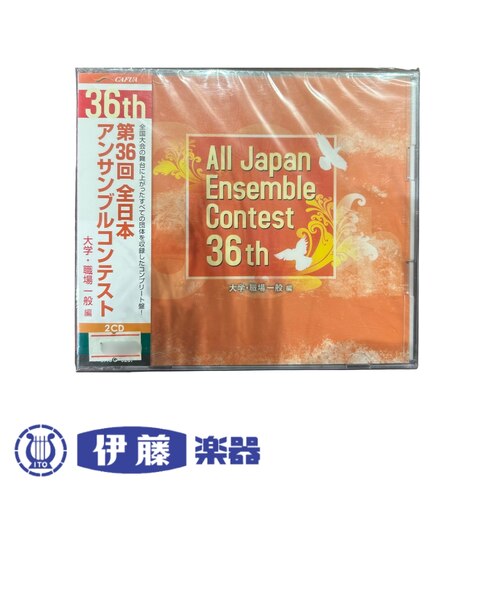 CAFUA
36th
第36回 全日本
アンサンブルコンテスト
大学・職場 一般 編
全国大会の舞台に上がったすべての団体を収録したコンプリート盤!
2CD
All Japan
Ensemble
Contest
36th
大学・職場一般 編
ITO
伊藤楽器